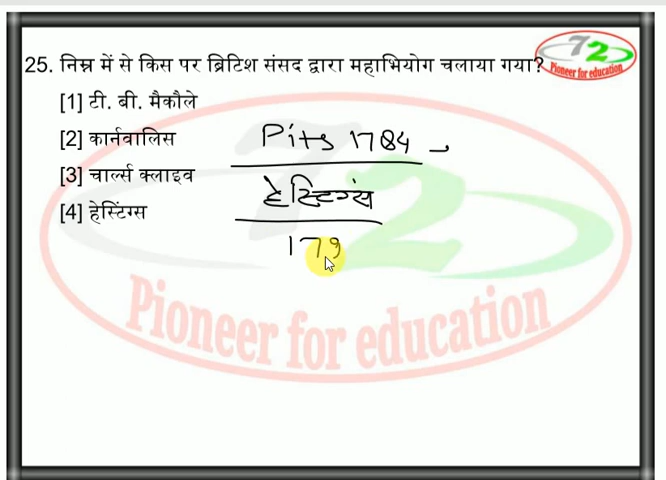 72
Pioneer for education
25. निम्न में से किस पर ब्रिटिश संसद द्वारा महाभियोग चलाया गया?
[1] टी. बी. मैकौले
[2] कार्नवालिस
[3] चार्ल्स क्लाइव
[4] हेस्टिंग्स
Pits 1784
हेस्टिग्स
179
72
Pioneer for education